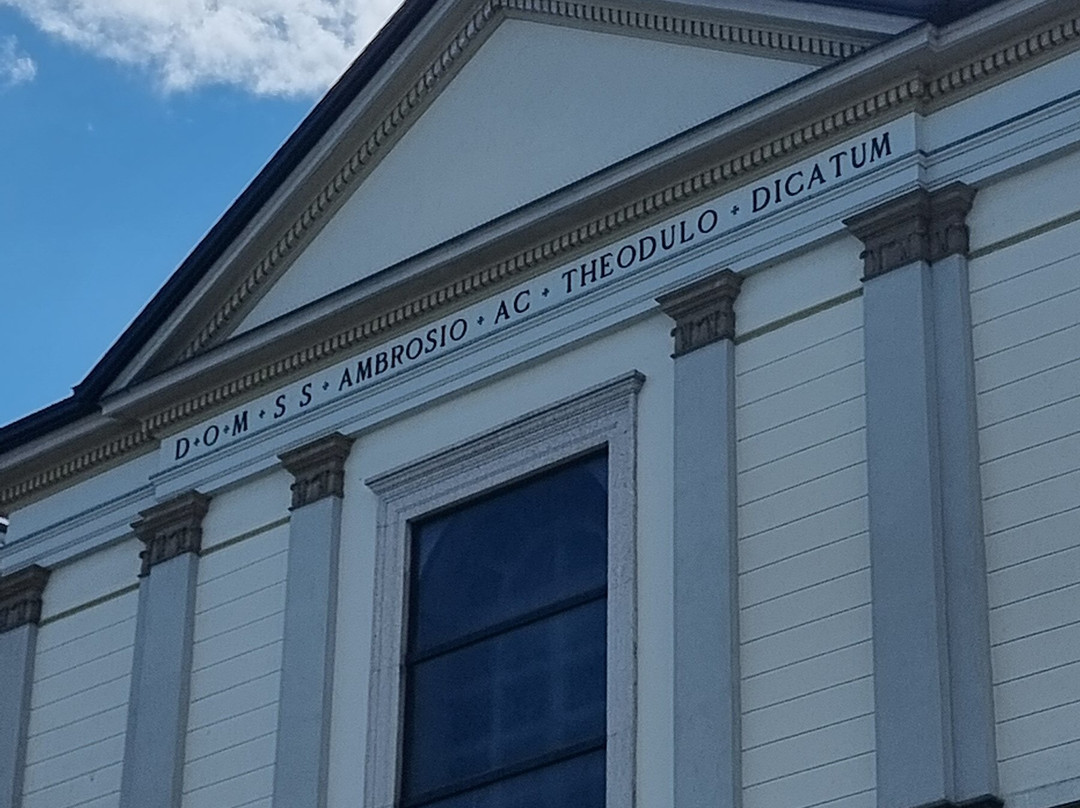 D+O+M + S S + AMBROSIO + AC + THEODULO + DICATUM